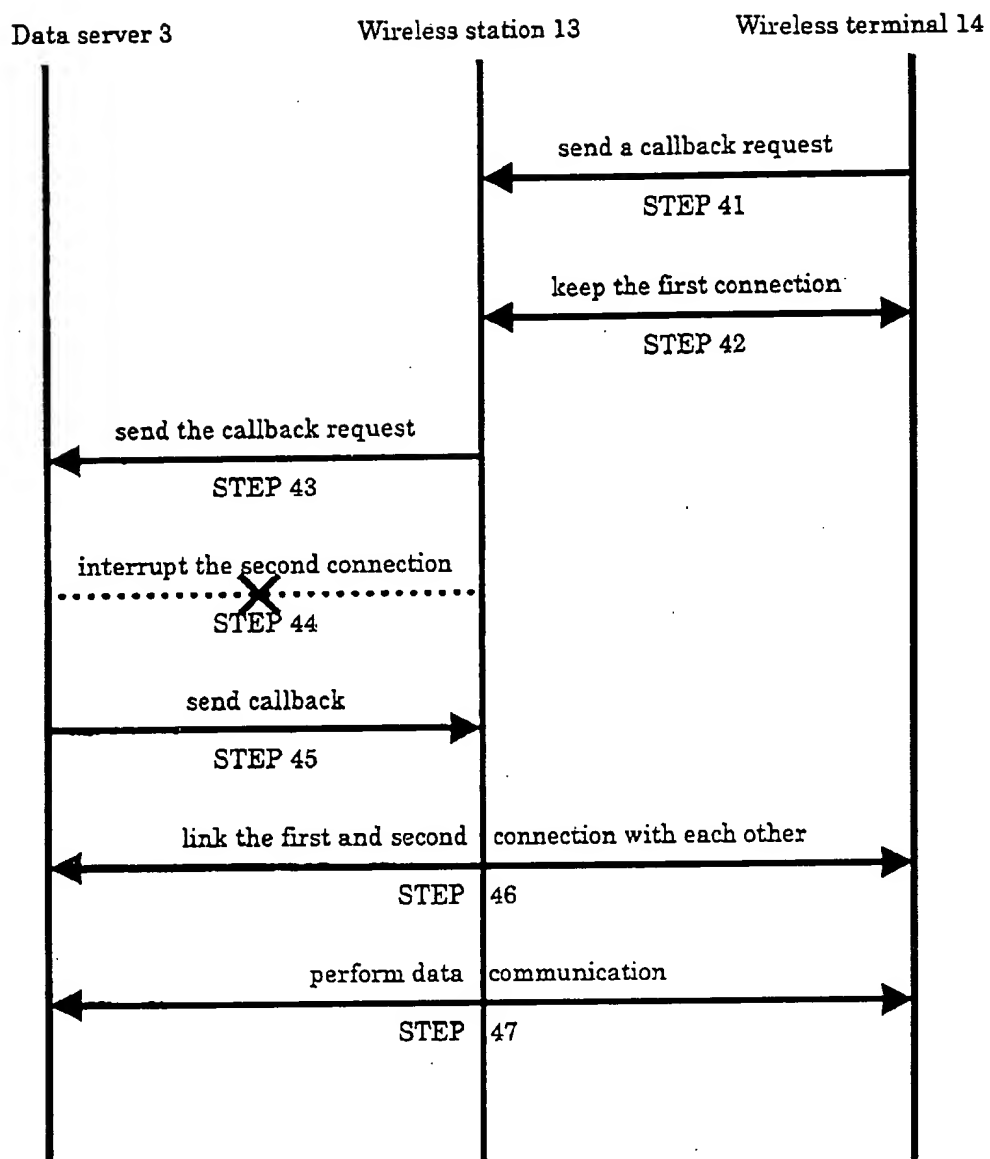 Data server 3
Wireless station 13
Wireless terminal 14
send a callback request
STEP 41
keep the first connection
STEP 42
send the callback request
STEP 43
interrupt the second connection
STEP 44
send callback
STEP 45
link the first and second connection with each other
STEP 46
perform data communication
STEP 47